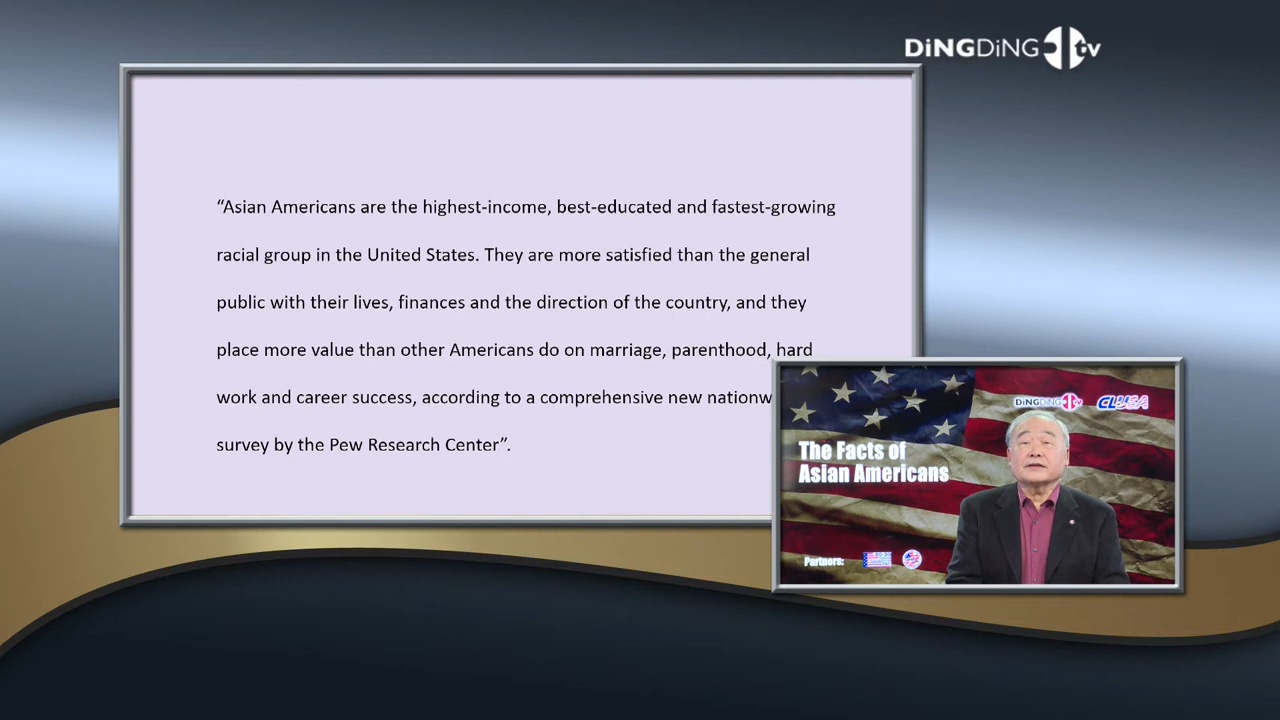 DiNGDiNG tv
“Asian Americans are the highest-income, best-educated and fastest-growing
racial group in the United States. They are more satisfied than the general
public with their lives, finances and the direction of the country, and they
place more value than other Americans do on marriage, parenthood, hard
work and career success, according to a comprehensive new nationw
survey by the Pew Research Center”.
DiNGDiNG tv
CLUSA
The Facts of
Asian Americans
Partners: